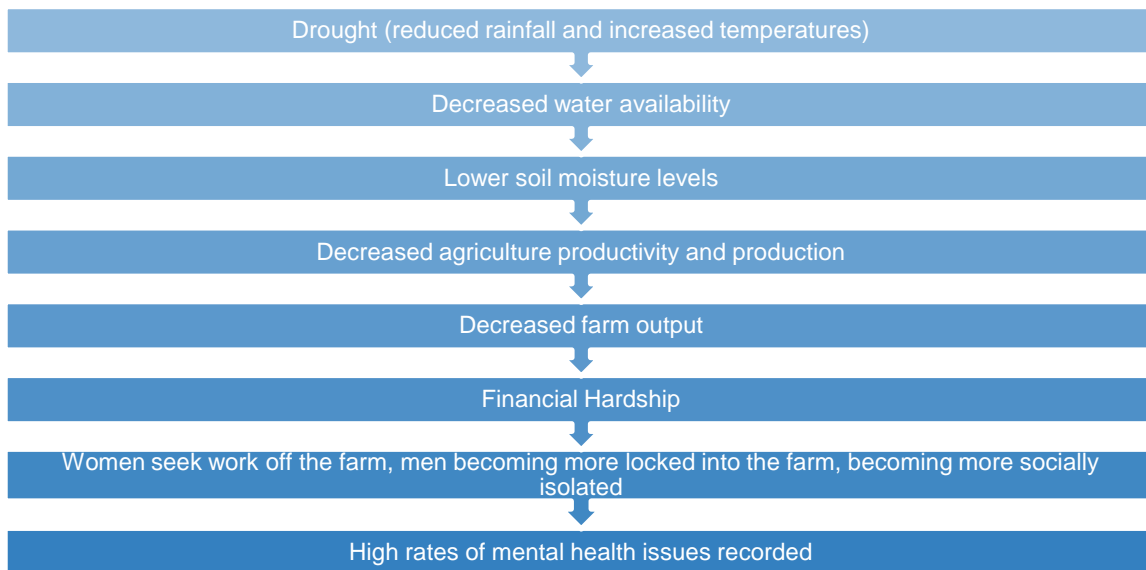 Drought (reduced rainfall and increased temperatures)
Decreased water availability
Lower soil moisture levels
Decreased agriculture productivity and production
Decreased farm output
Financial Hardship
Women seek work off the farm, men becoming more locked into the farm, becoming more socially
isolated
High rates of mental health issues recorded